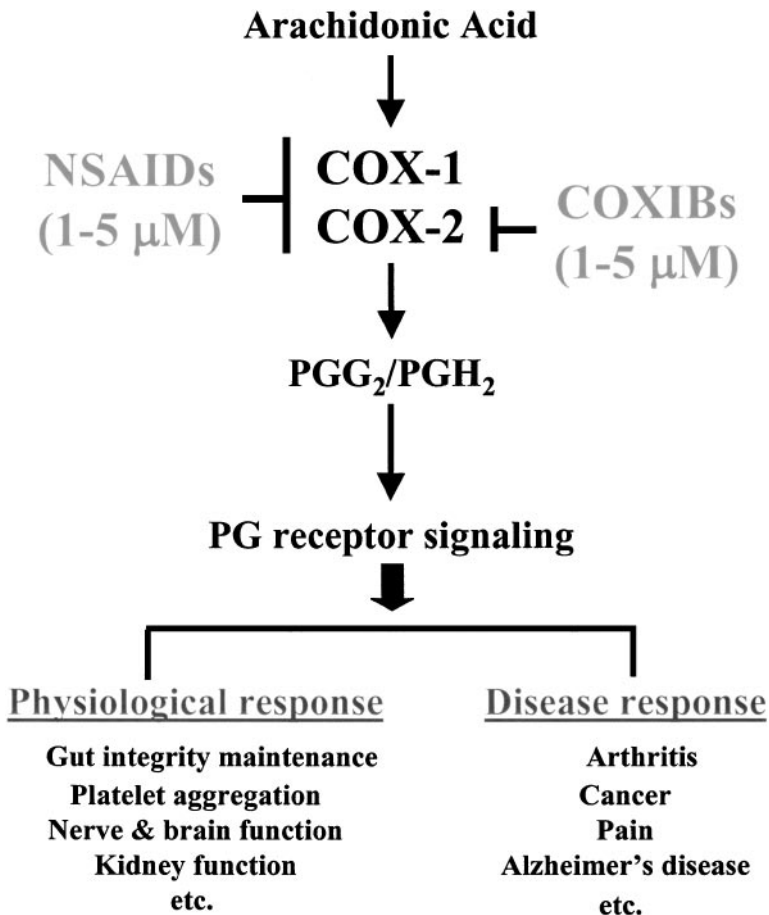 Arachidonic Acid
NSAIDs
(1-5 μM)
COX-1
COX-2
COXIBs
(1-5 μM)
PGG₂/PGH₂
PG receptor signaling
Physiological response
Gut integrity maintenance
Platelet aggregation
Nerve & brain function
Kidney function
etc.
Disease response
Arthritis
Cancer
Pain
Alzheimer's disease
etc.